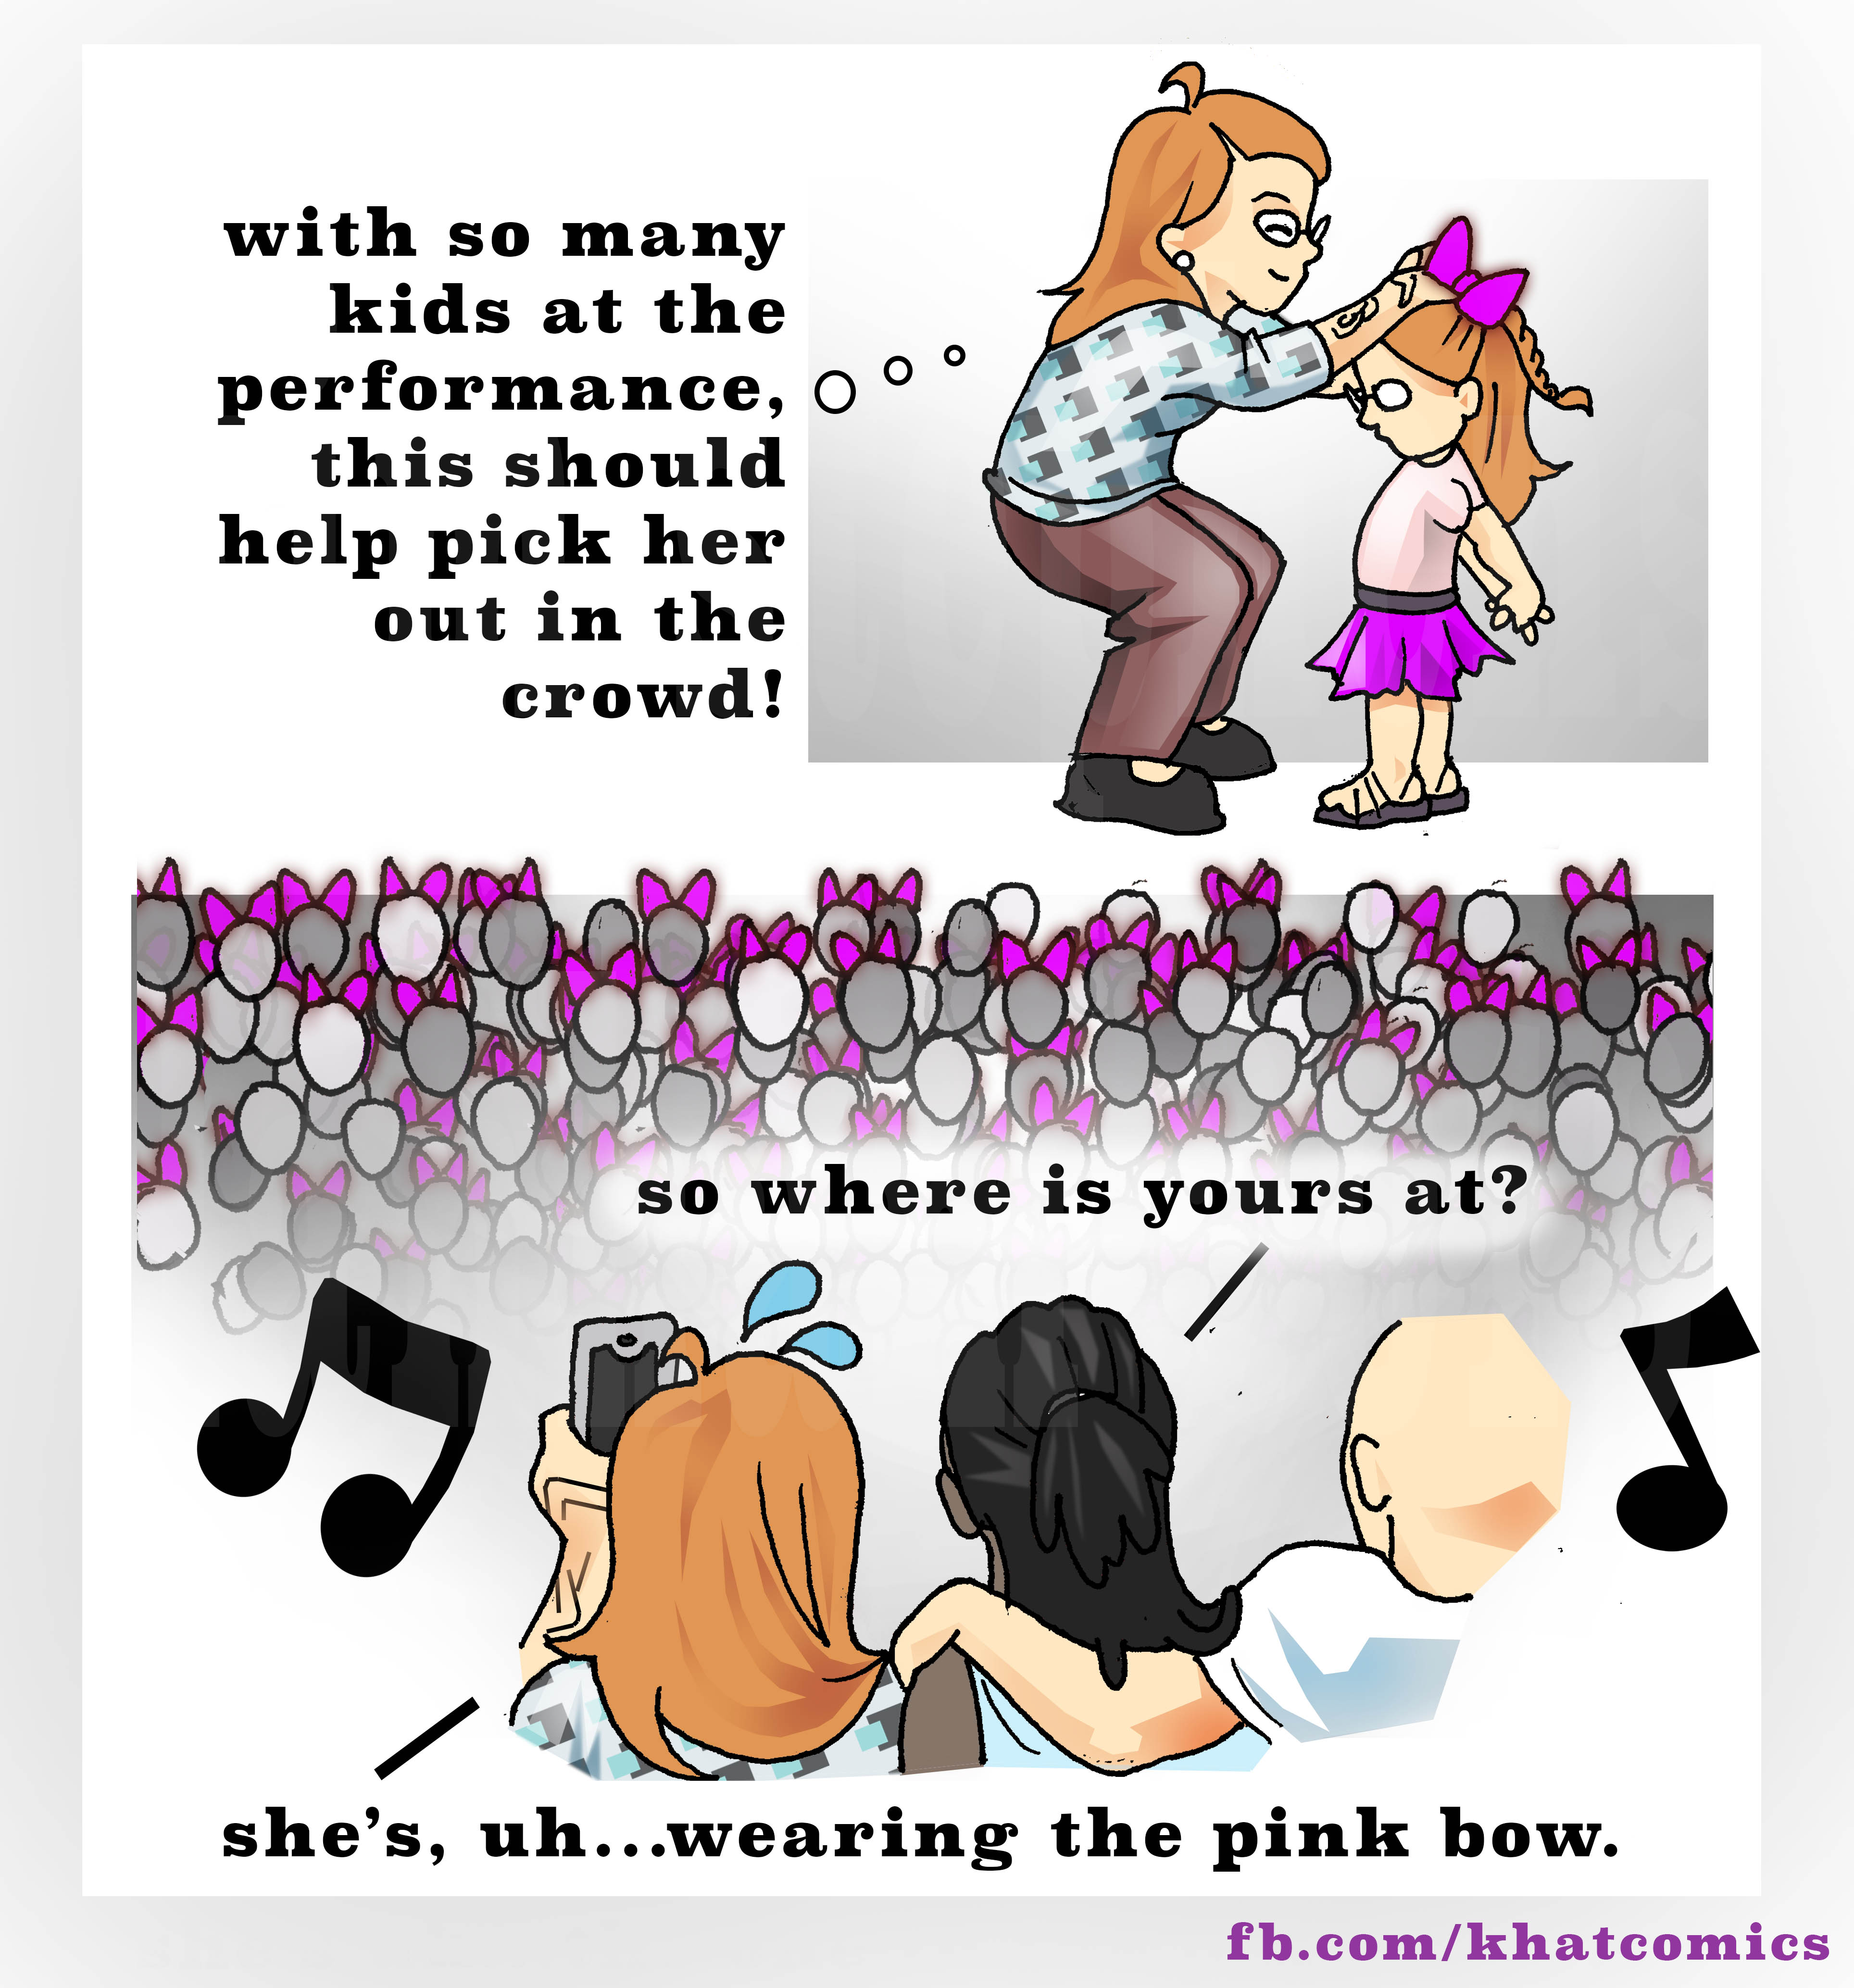 with so many
kids at the
performance,
this should
help pick her
out in the
crowd!
so where is yours at?
she's, uh...wearing the pink bow.
fb.com/khatcomics